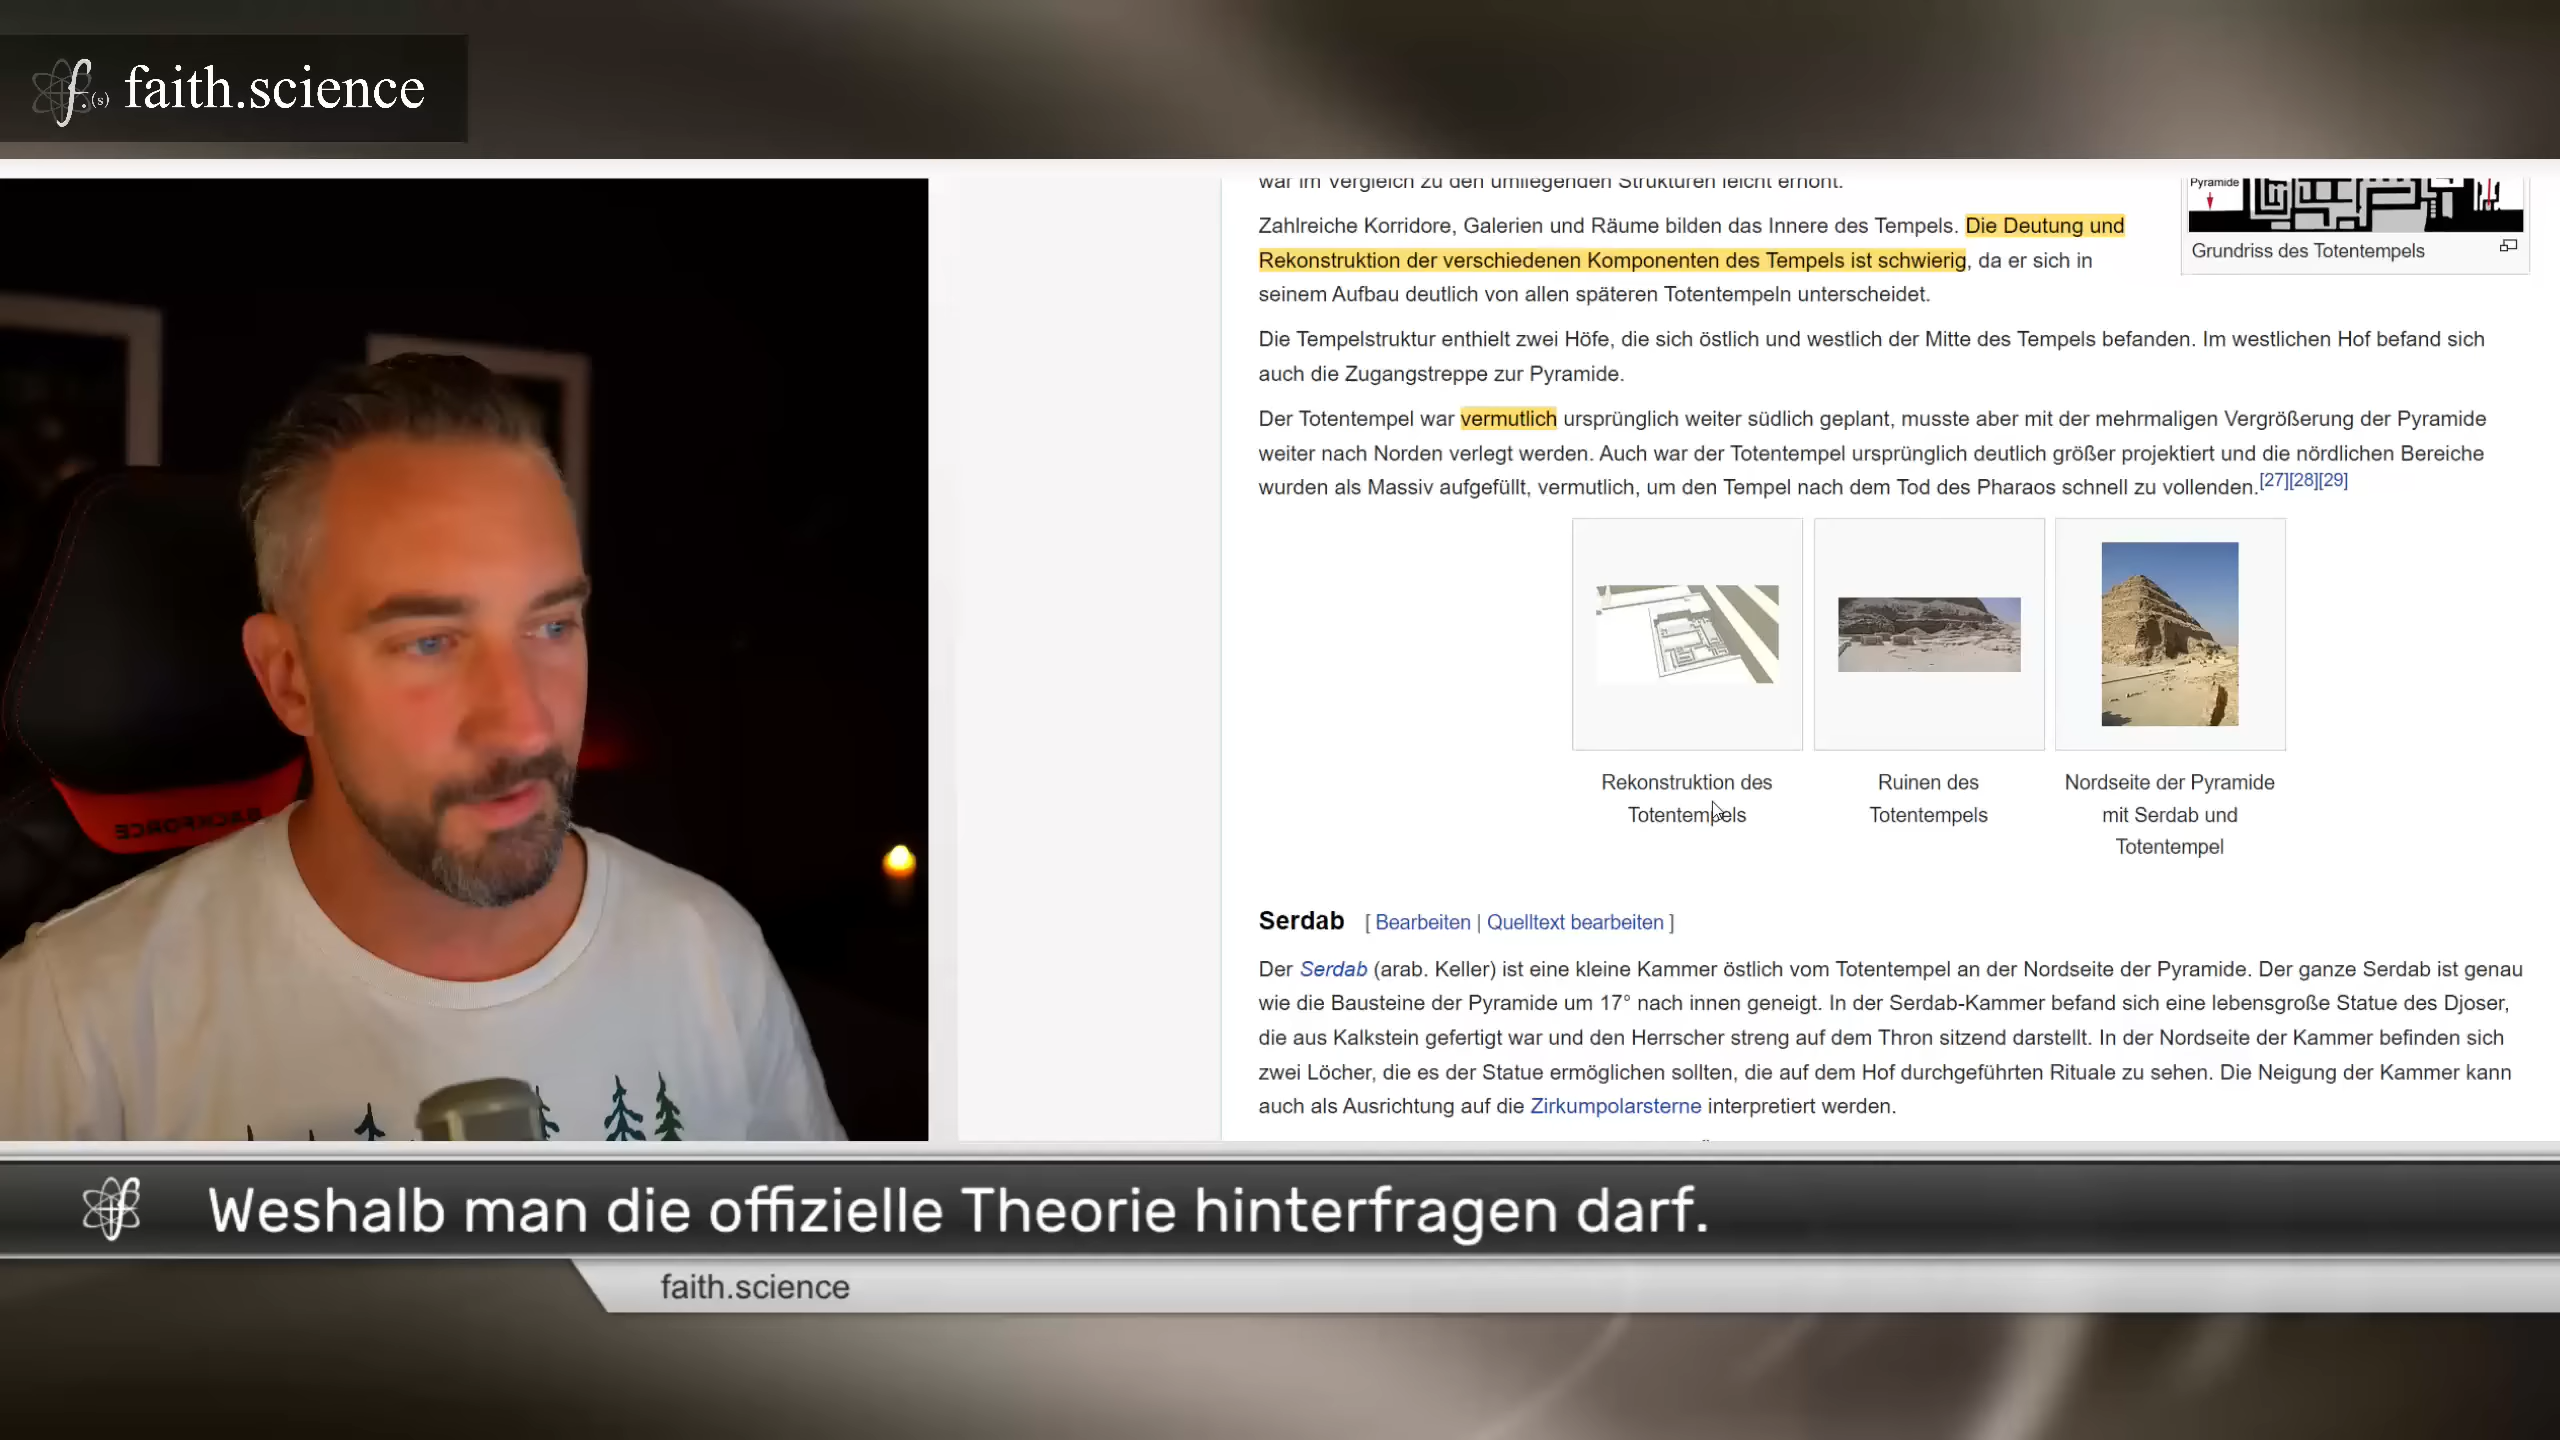 f.(s) faith.science
war im Vergleich zu den umliegenden Strukturen leicht erhöht.
Zahlreiche Korridore, Galerien und Räume bilden das Innere des Tempels. Die Deutung und
Rekonstruktion der verschiedenen Komponenten des Tempels ist schwierig, da er sich in
seinem Aufbau deutlich von allen späteren Totentempeln unterscheidet.
Pyramide
Grundriss des Totentempels
Die Tempelstruktur enthielt zwei Höfe, die sich östlich und westlich der Mitte des Tempels befanden. Im westlichen Hof befand sich
auch die Zugangstreppe zur Pyramide.
Der Totentempel war vermutlich ursprünglich weiter südlich geplant, musste aber mit der mehrmaligen Vergrößerung der Pyramide
weiter nach Norden verlegt werden. Auch war der Totentempel ursprünglich deutlich größer projektiert und die nördlichen Bereiche
wurden als Massiv aufgefüllt, vermutlich, um den Tempel nach dem Tod des Pharaos schnell zu vollenden.[27][28][29]
Rekonstruktion des
Totentempels
Ruinen des
Totentempels
Nordseite der Pyramide
mit Serdab und
Totentempel
Serdab [ Bearbeiten | Quelltext bearbeiten ]
Der Serdab (arab. Keller) ist eine kleine Kammer östlich vom Totentempel an der Nordseite der Pyramide. Der ganze Serdab ist genau
wie die Bausteine der Pyramide um 17° nach innen geneigt. In der Serdab-Kammer befand sich eine lebensgroße Statue des Djoser,
die aus Kalkstein gefertigt war und den Herrscher streng auf dem Thron sitzend darstellt. In der Nordseite der Kammer befinden sich
zwei Löcher, die es der Statue ermöglichen sollten, die auf dem Hof durchgeführten Rituale zu sehen. Die Neigung der Kammer kann
auch als Ausrichtung auf die Zirkumpolarsterne interpretiert werden.
BACKFORCE
Weshalb man die offizielle Theorie hinterfragen darf.
faith.science